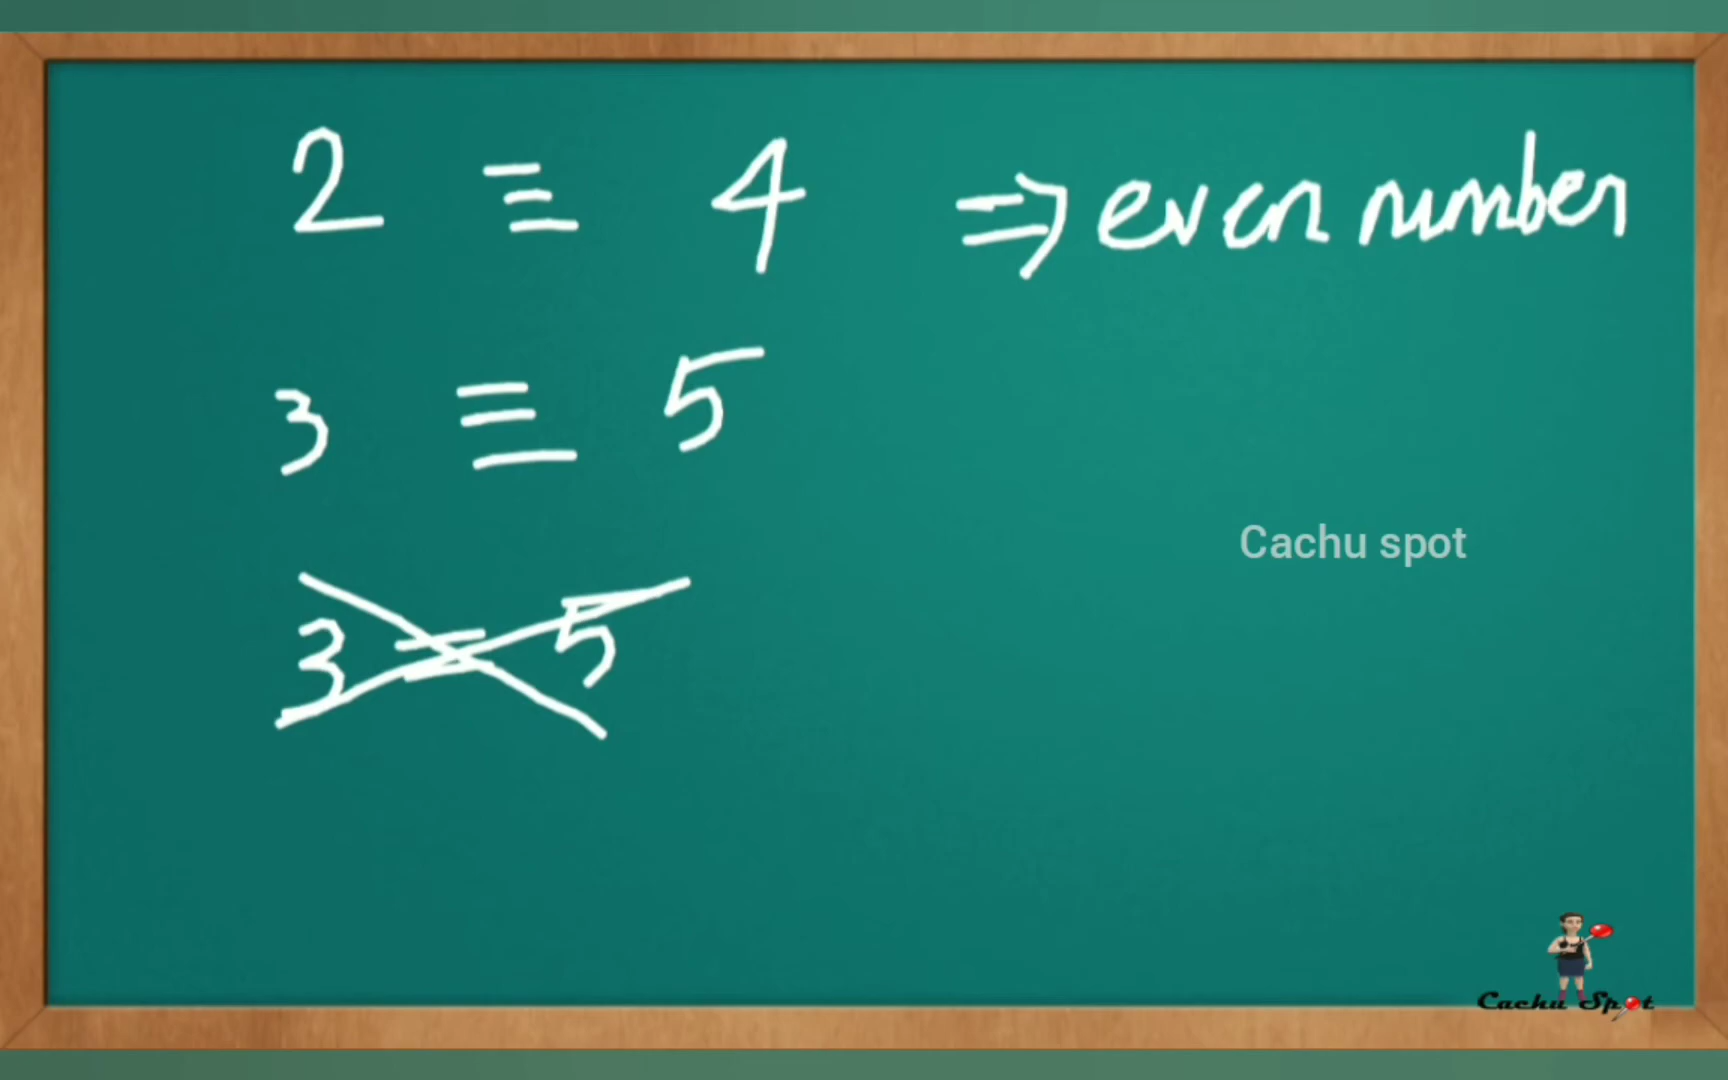 2 ≡ 4 ⇒ even number
3 ≡ 5
3 = 5
Cachu spot
Cachu Spot